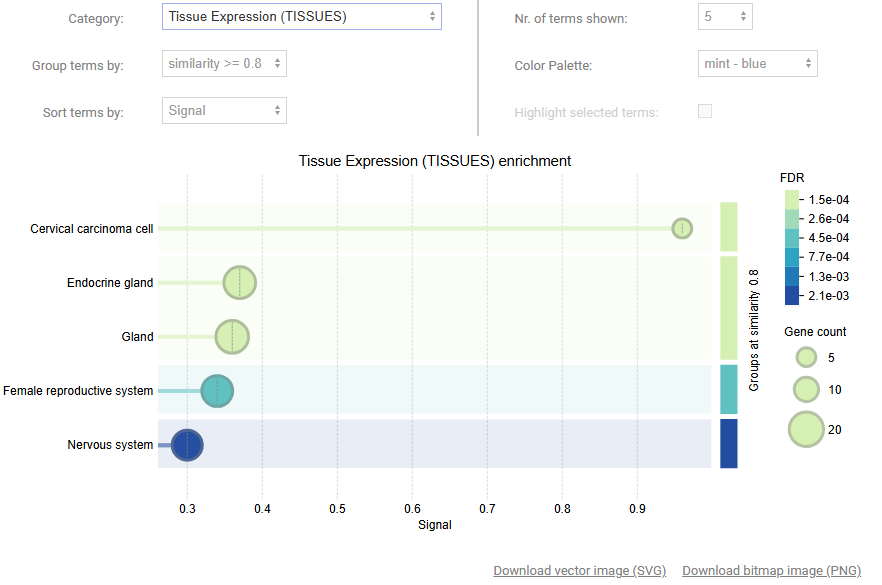 Category: Tissue Expression (TISSUES) Nr. of terms shown: 5
Group terms by: similarity >= 0.8 Color Palette: mint - blue
Sort terms by: Signal Highlight selected terms:
Tissue Expression (TISSUES) enrichment
Cervical carcinoma cell
Endocrine gland
Gland
Female reproductive system
Nervous system
0.3 0.4 0.5 0.6 0.7 0.8 0.9
Signal
Groups at similarity 0.8
FDR
1.5e-04
2.6e-04
4.5e-04
7.7e-04
1.3e-03
2.1e-03
Gene count
5
10
20
Download vector image (SVG) Download bitmap image (PNG)